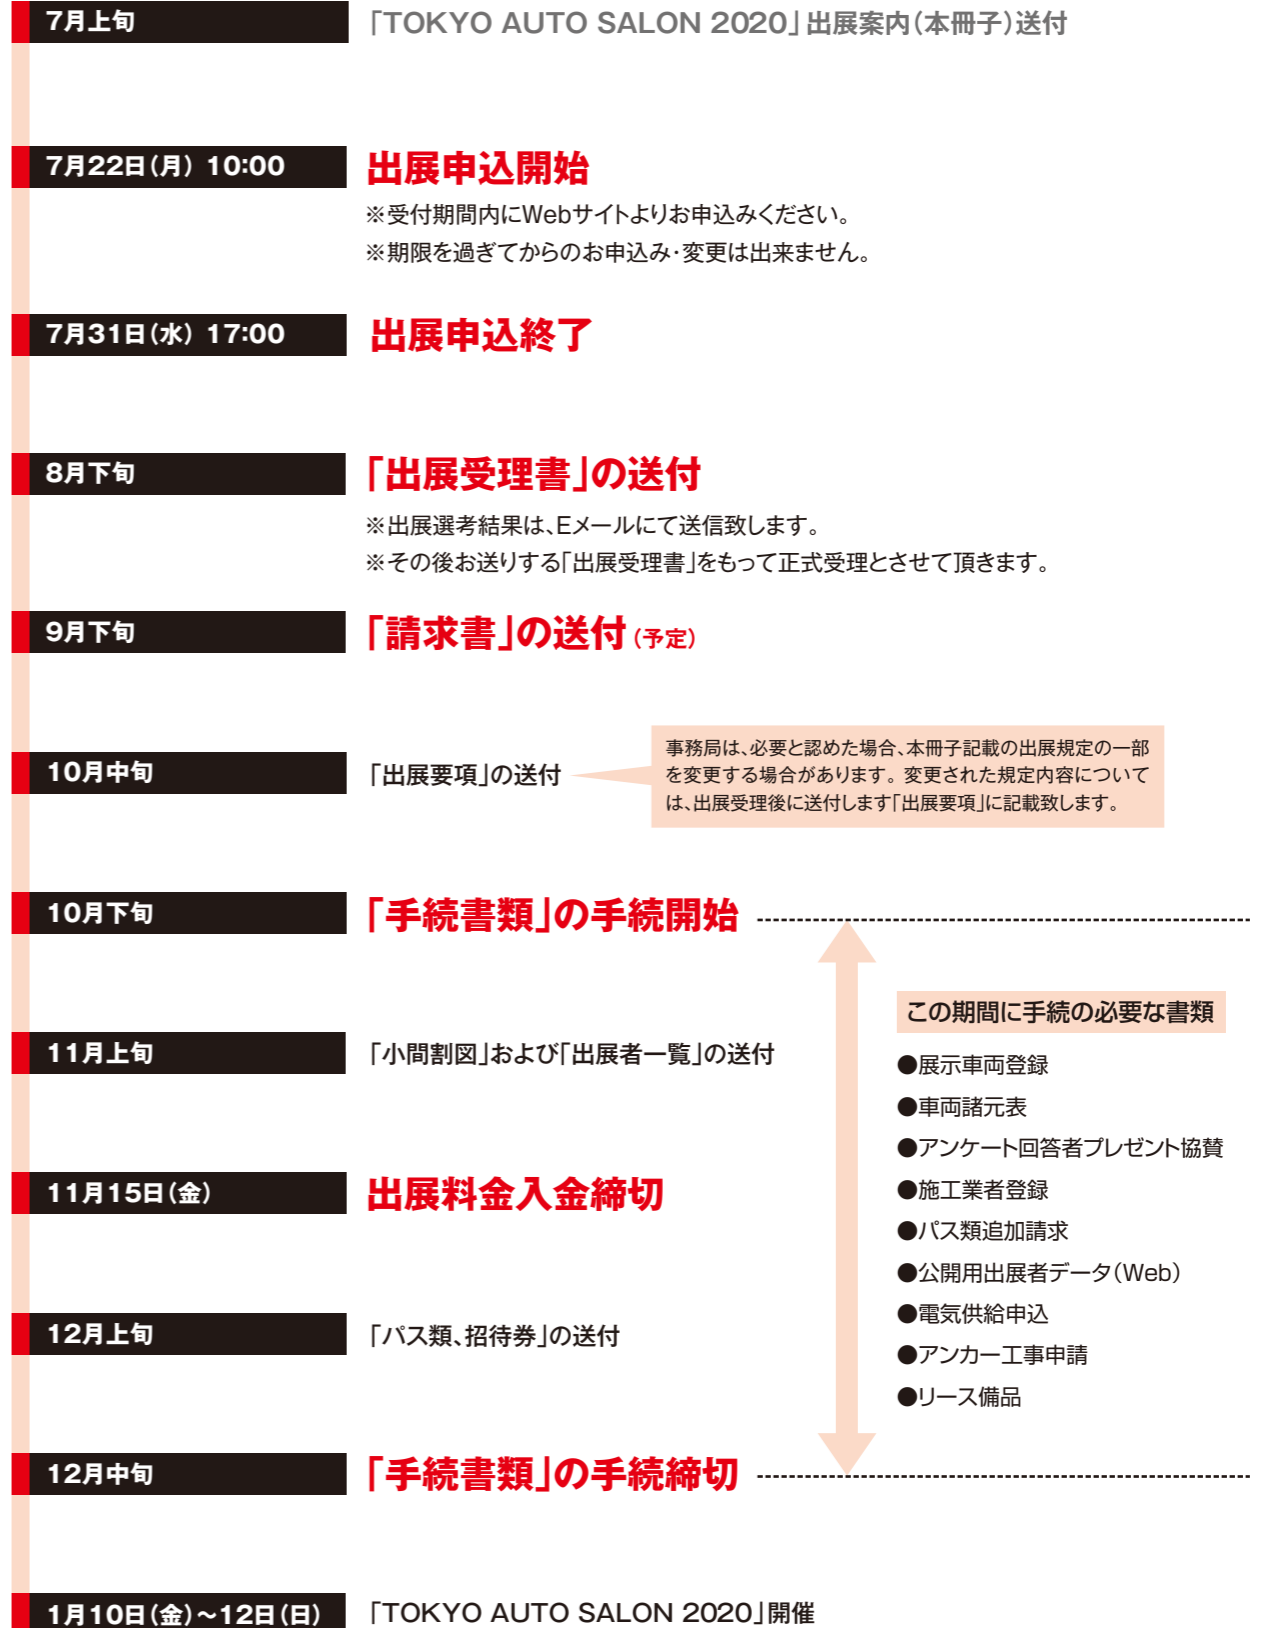 7月上旬
「TOKYO AUTO SALON 2020」出展案内(本冊子)送付
7月22日(月) 10:00
出展申込開始
※受付期間内にWebサイトよりお申込みください。
※期限を過ぎてからのお申込み・変更は出来ません。
7月31日(水) 17:00
出展申込終了
8月下旬
「出展受理書」の送付
※出展選考結果は、Eメールにて送信致します。
※その後お送りする「出展受理書」をもって正式受理とさせて頂きます。
9月下旬
「請求書」の送付(予定)
10月中旬
「出展要項」の送付
事務局は、必要と認めた場合、本冊子記載の出展規定の一部
を変更する場合があります。変更された規定内容について
は、出展受理後に送付します「出展要項」に記載致します。
10月下旬
「手続書類」の手続開始
11月上旬
「小間割図」および「出展者一覧」の送付
11月15日(金)
出展料金入金締切
12月上旬
「パス類、招待券」の送付
12月中旬
「手続書類」の手続締切
この期間に手続の必要な書類
●展示車両登録
●車両諸元表
●アンケート回答者プレゼント協賛
●施工業者登録
●パス類追加請求
●公開用出展者データ(Web)
●電気供給申込
●アンカー工事申請
●リース備品
1月10日(金)~12日(日)
「TOKYO AUTO SALON 2020」開催